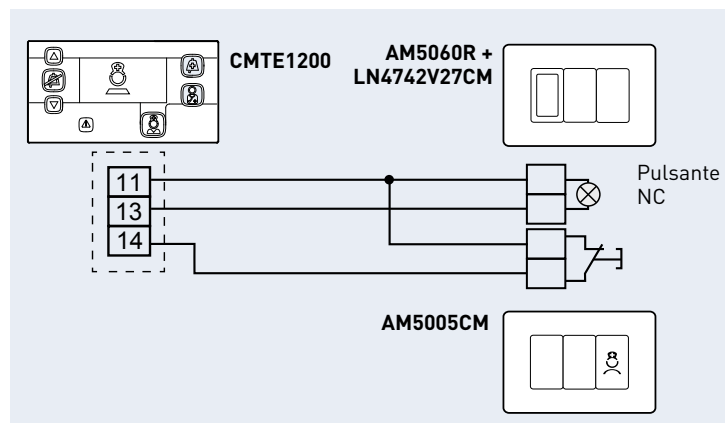 CMTE1200
AM5060R +
LN4742V27CM
11
13
14
Pulsante
NC
AM5005CM